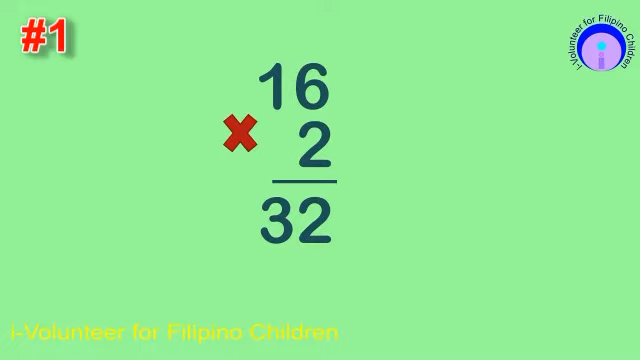 #1
i-Volunteer for Filipino Children
i
16
× 2
32
i-Volunteer for Filipino Children